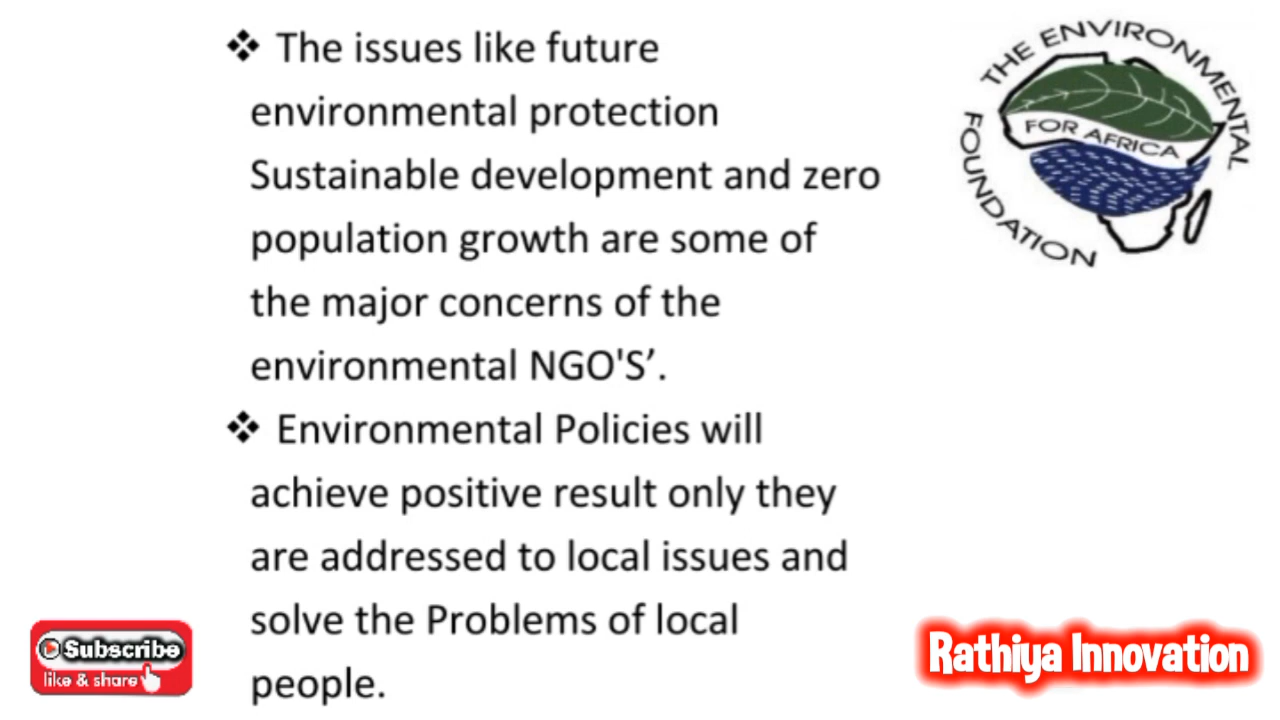 ❖ The issues like future
environmental protection
Sustainable development and zero
population growth are some of
the major concerns of the
environmental NGO'S’.
❖ Environmental Policies will
achieve positive result only they
are addressed to local issues and
solve the Problems of local
people.
THE ENVIRONMENTAL
FOUNDATION
FOR AFRICA
Subscribe
like & share
Rathiya Innovation